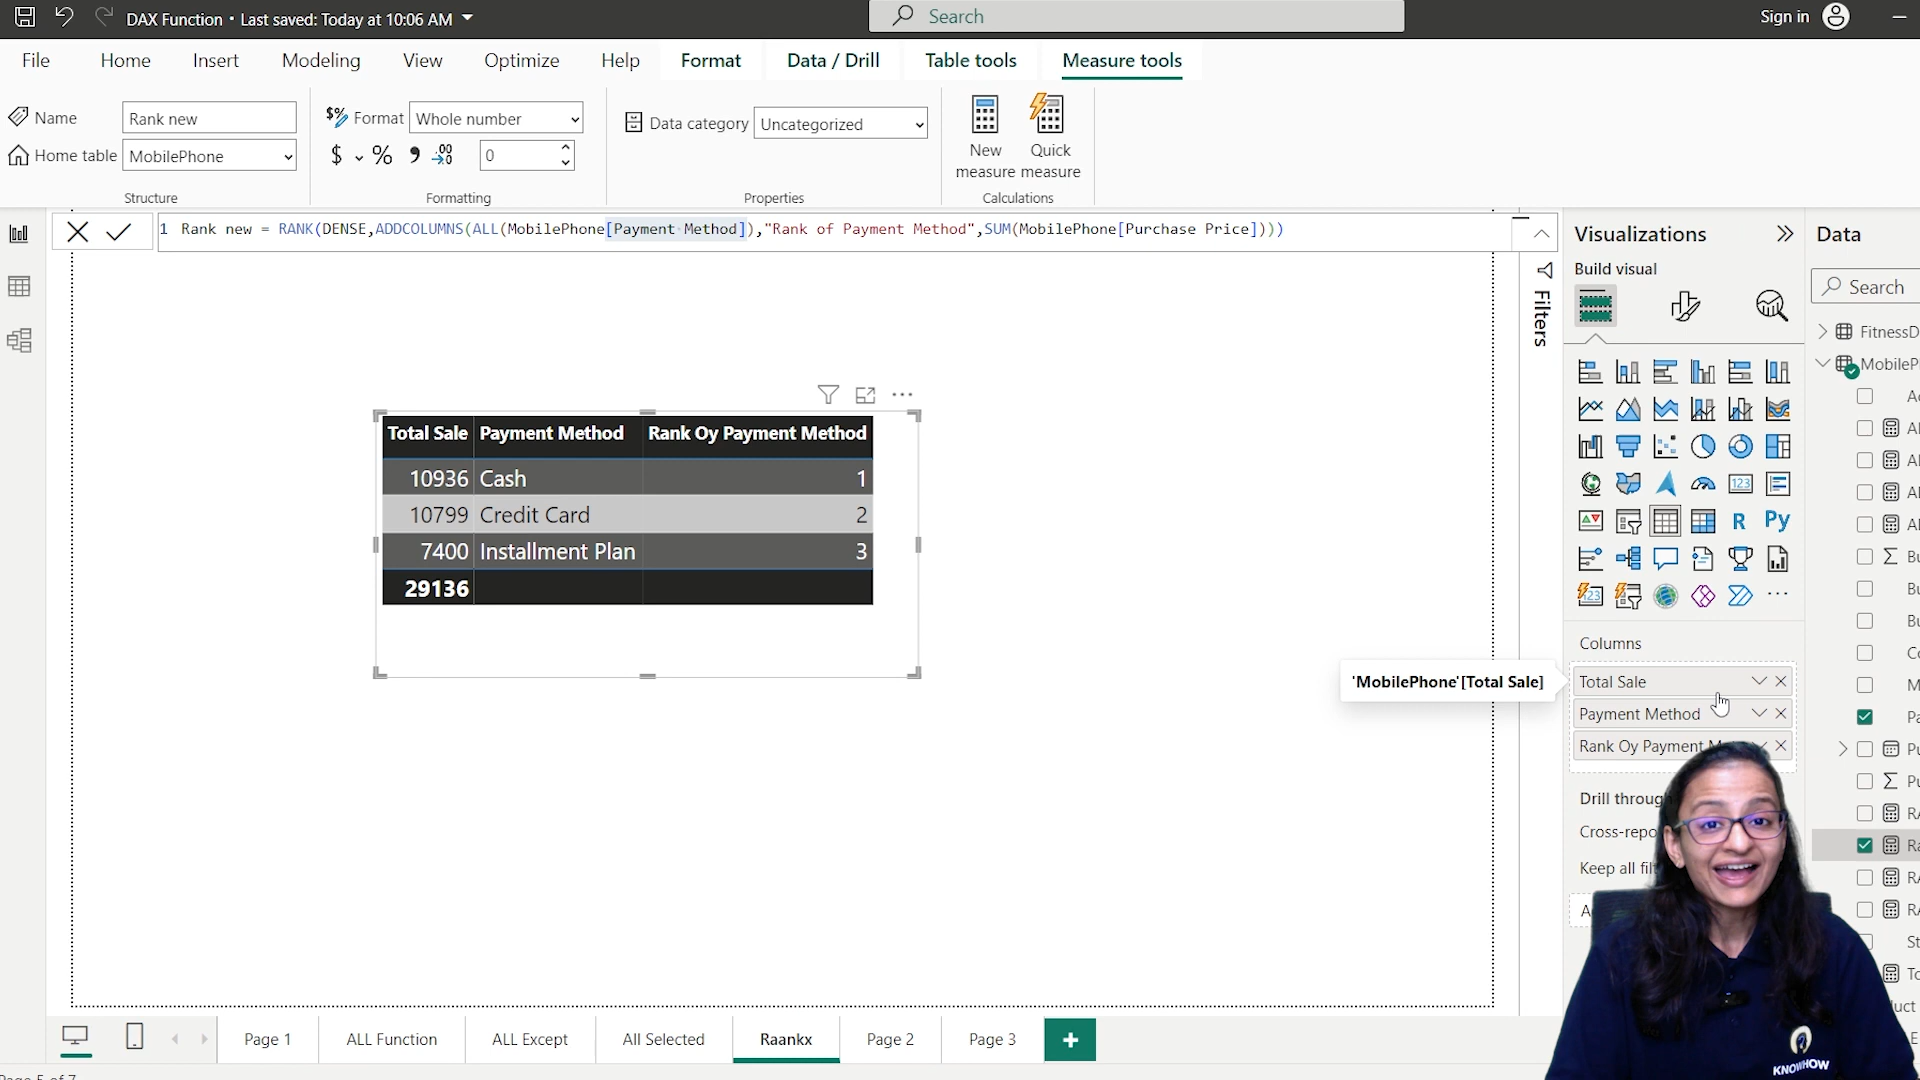 DAX Function • Last saved: Today at 10:06 AM
Search
Sign in
File
Home
Insert
Modeling
View
Optimize
Help
Format
Data / Drill
Table tools
Measure tools
Name
Rank new
Home table
MobilePhone
Structure
Format
Whole number
$
%
0
Formatting
Data category
Uncategorized
Properties
New measure
Quick measure
Calculations
1 Rank new = RANK(DENSE,ADDCOLUMNS(ALL(MobilePhone[Payment Method]),"Rank of Payment Method",SUM(MobilePhone[Purchase Price])))
Total Sale Payment Method Rank Oy Payment Method
10936 Cash 1
10799 Credit Card 2
7400 Installment Plan 3
29136
Filters
Visualizations
Build visual
123
R
Py
123
Columns
Total Sale
Payment Method
Rank Oy Payment M
'MobilePhone'[Total Sale]
Drill throug
Cross-repo
Keep all fil
Data
Search
FitnessD
MobileP
KNOWHOW
Page 1
ALL Function
ALL Except
All Selected
Raankx
Page 2
Page 3
Page 5 of 7